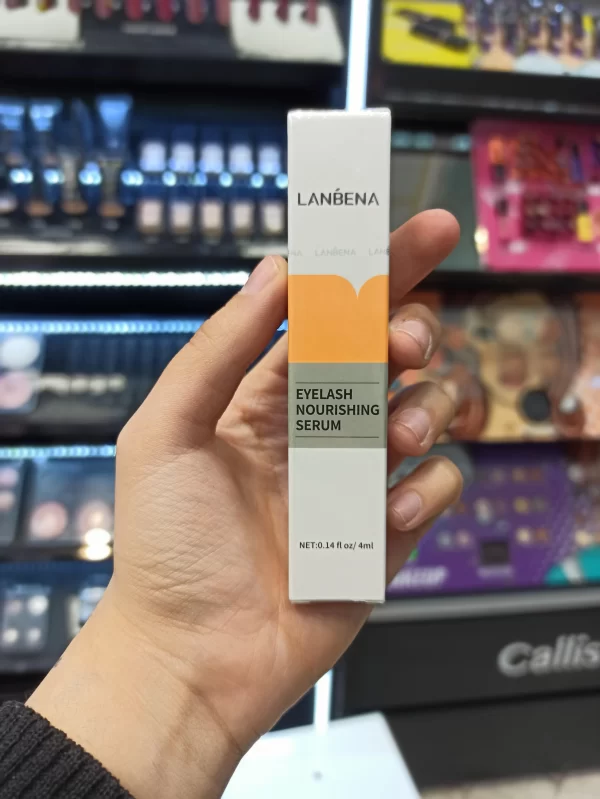 LANBENA
LANBENA
EYELASH
NOURISHING
SERUM
NET:0.14 fl oz/ 4ml
Callis